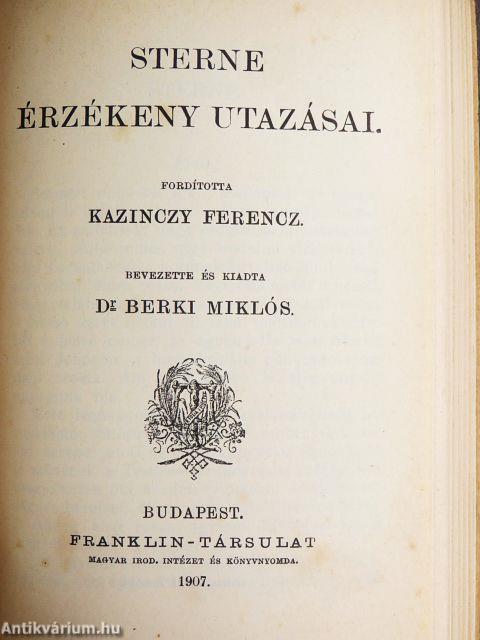 STERNE
ÉRZÉKENY UTAZÁSAI.
FORDÍTOTTA
KAZINCZY FERENCZ.
BEVEZETTE ÉS KIADTA
Dr BERKI MIKLÓS.
BUDAPEST.
FRANKLIN-TÁRSULAT
MAGYAR IROD. INTÉZET ÉS KÖNYVNYOMDA.
1907.
Antikvárium.hu